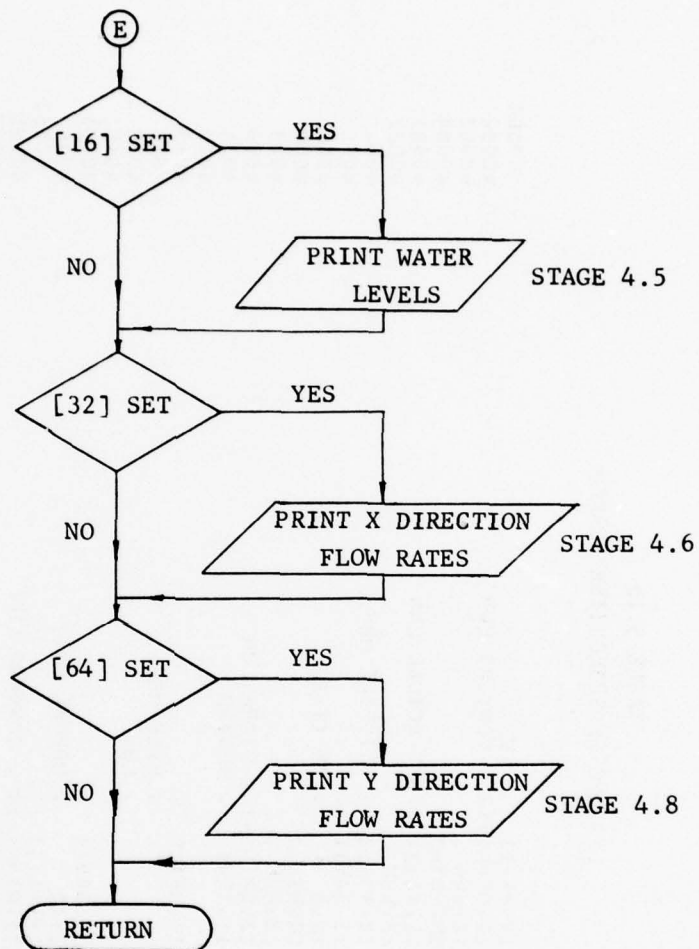 E
[16] SET
YES
NO
PRINT WATER
LEVELS
STAGE 4.5
[32] SET
YES
NO
PRINT X DIRECTION
FLOW RATES
STAGE 4.6
[64] SET
YES
NO
PRINT Y DIRECTION
FLOW RATES
STAGE 4.8
RETURN